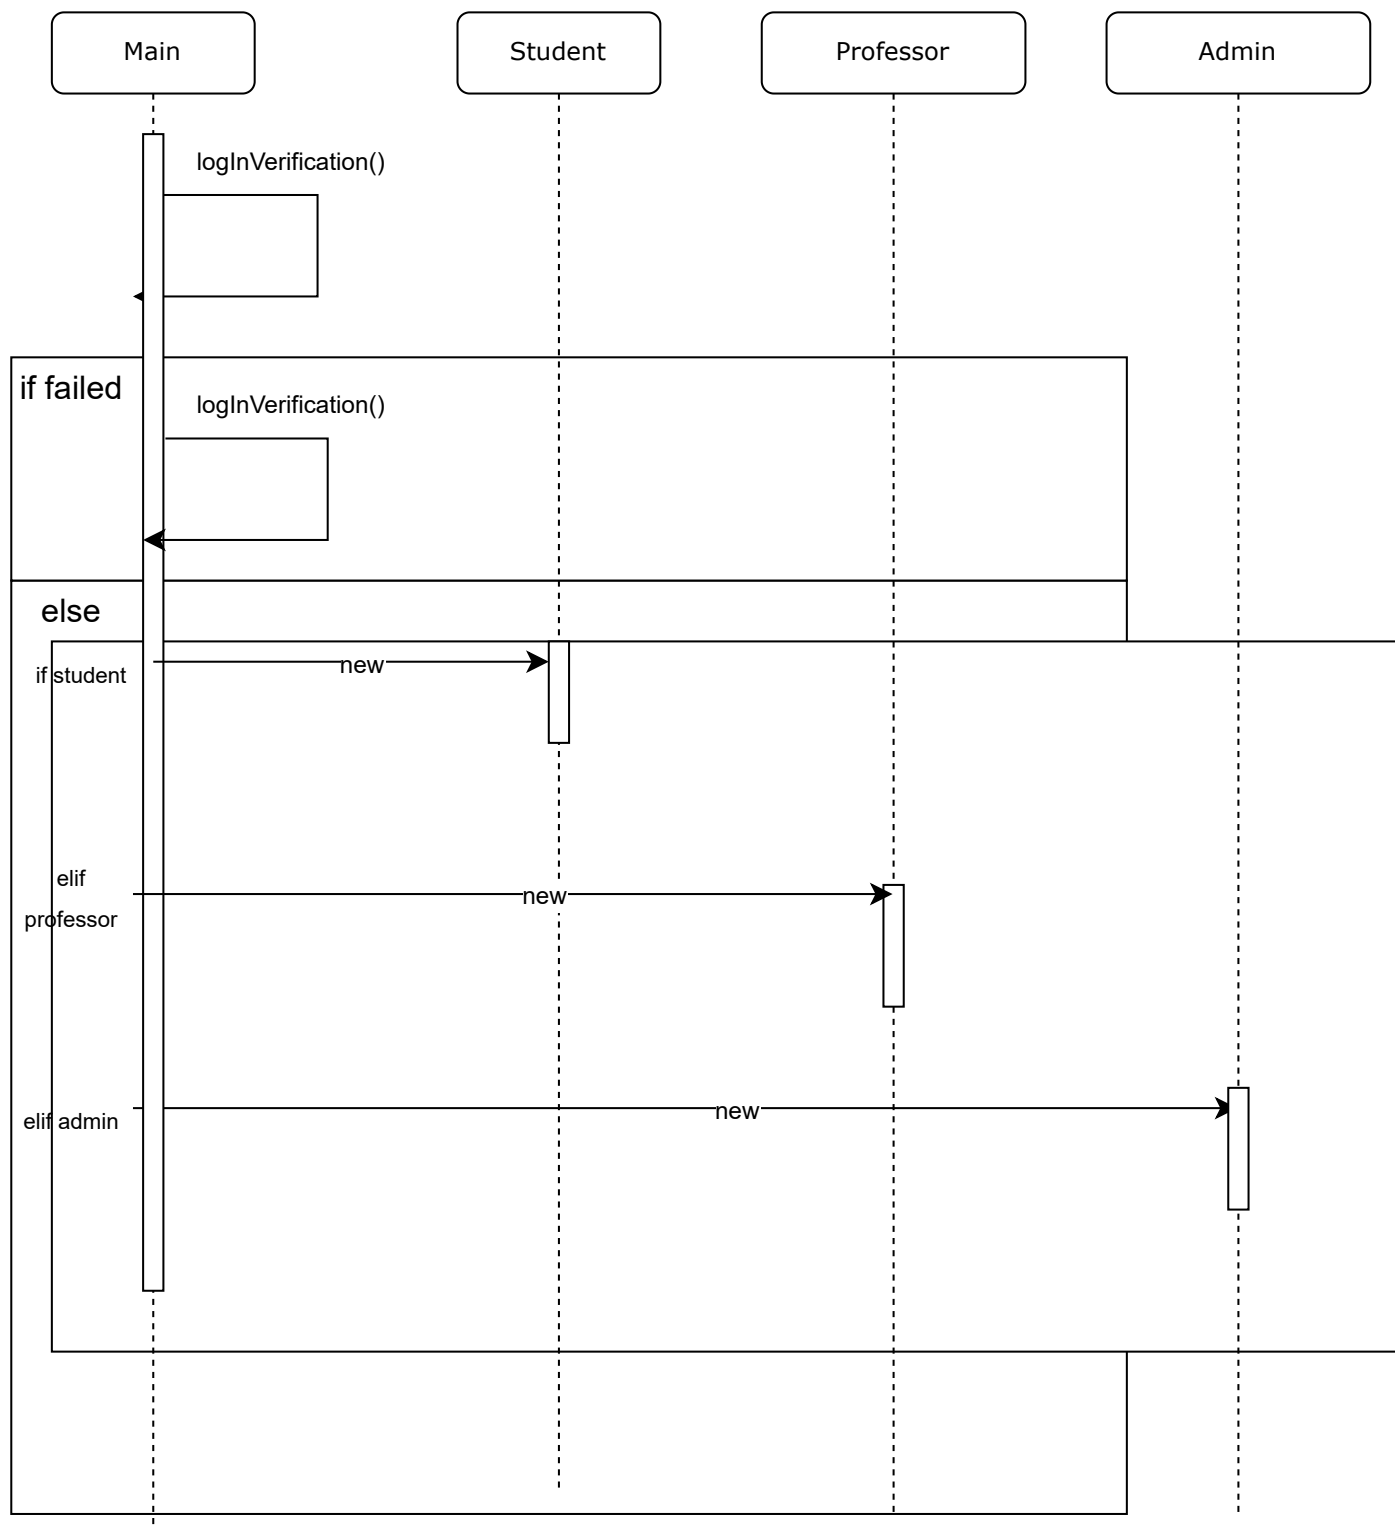 Main
Student
Professor
Admin
logInVerification()
if failed
logInVerification()
else
if student
new
elif
professor
new
elif admin
new